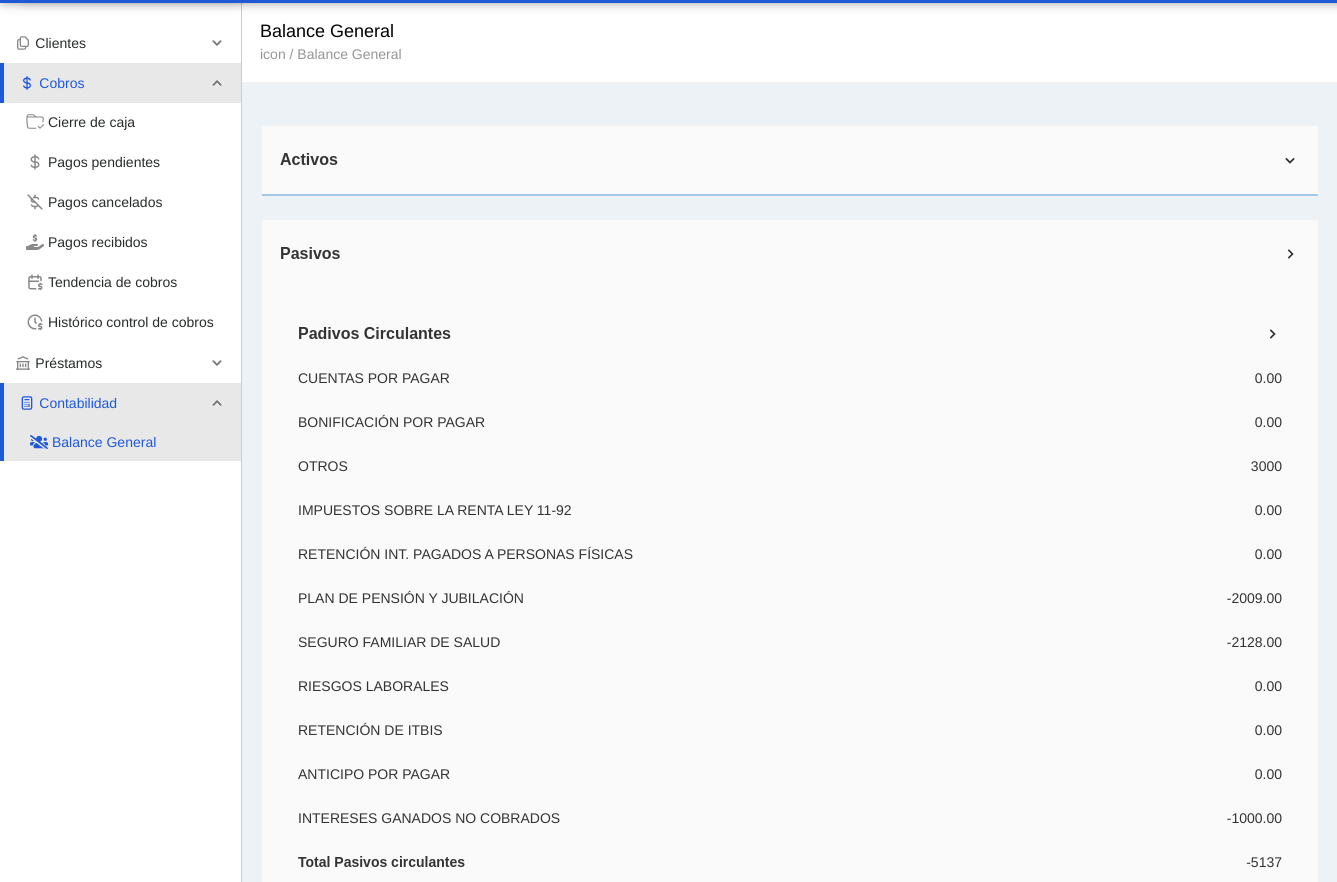 Clientes
Cobros
Cierre de caja
Pagos pendientes
Pagos cancelados
Pagos recibidos
Tendencia de cobros
Histórico control de cobros
Préstamos
Contabilidad
Balance General
Balance General
icon / Balance General
Activos
Pasivos
Padivos Circulantes
CUENTAS POR PAGAR 0.00
BONIFICACIÓN POR PAGAR 0.00
OTROS 3000
IMPUESTOS SOBRE LA RENTA LEY 11-92 0.00
RETENCIÓN INT. PAGADOS A PERSONAS FÍSICAS 0.00
PLAN DE PENSIÓN Y JUBILACIÓN -2009.00
SEGURO FAMILIAR DE SALUD -2128.00
RIESGOS LABORALES 0.00
RETENCIÓN DE ITBIS 0.00
ANTICIPO POR PAGAR 0.00
INTERESES GANADOS NO COBRADOS -1000.00
Total Pasivos circulantes -5137